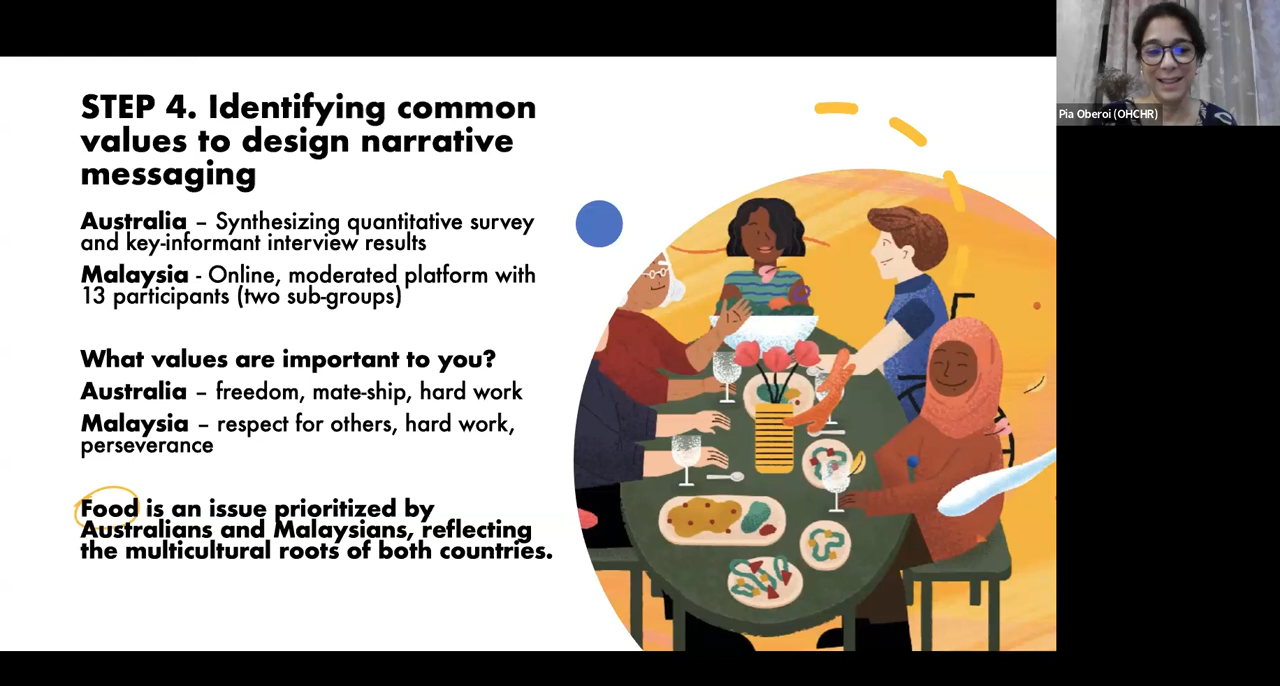 STEP 4. Identifying common
values to design narrative
messaging
Australia – Synthesizing quantitative survey
and key-informant interview results
Malaysia - Online, moderated platform with
13 participants (two sub-groups)
What values are important to you?
Australia – freedom, mate-ship, hard work
Malaysia – respect for others, hard work,
perseverance
Food is an issue prioritized by
Australians and Malaysians, reflecting
the multicultural roots of both countries.
Pia Oberoi (OHCHR)